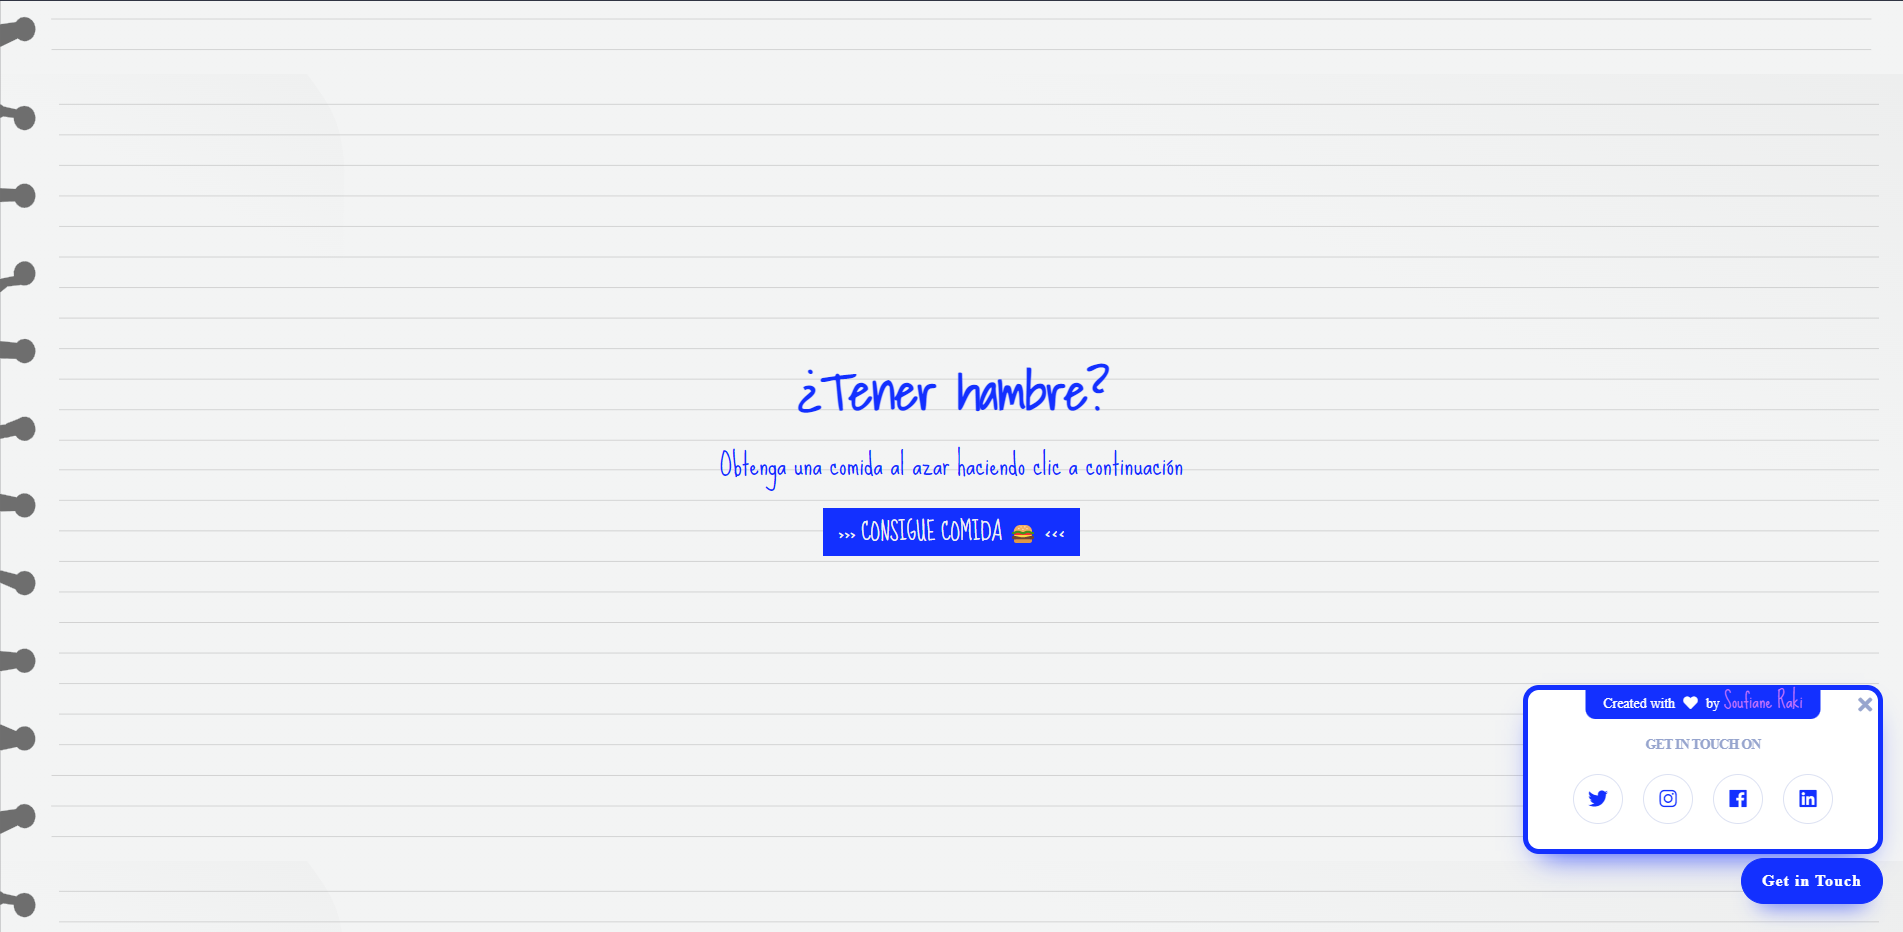 ¿Tener hambre?
Obtenga una comida al azar haciendo clic a continuación
>>> CONSIGUE COMIDA 🍔 <<<
Created with ♥ by Soufiane Raki
GET IN TOUCH ON
Get in Touch